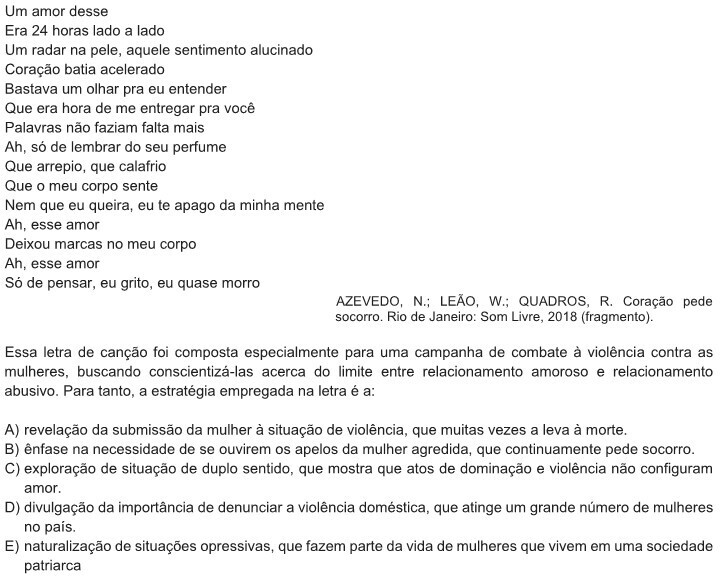 Um amor desse
Era 24 horas lado a lado
Um radar na pele, aquele sentimento alucinado
Coração batia acelerado
Bastava um olhar pra eu entender
Que era hora de me entregar pra você
Palavras não faziam falta mais
Ah, só de lembrar do seu perfume
Que arrepio, que calafrio
Que o meu corpo sente
Nem que eu queira, eu te apago da minha mente
Ah, esse amor
Deixou marcas no meu corpo
Ah, esse amor
Só de pensar, eu grito, eu quase morro
AZEVEDO, N.; LEÃO, W.; QUADROS, R. Coração pede
socorro. Rio de Janeiro: Som Livre, 2018 (fragmento).
Essa letra de canção foi composta especialmente para uma campanha de combate à violência contra as
mulheres, buscando conscientizá-las acerca do limite entre relacionamento amoroso e relacionamento
abusivo. Para tanto, a estratégia empregada na letra é a:
A) revelação da submissão da mulher à situação de violência, que muitas vezes a leva à morte.
B) ênfase na necessidade de se ouvirem os apelos da mulher agredida, que continuamente pede socorro.
C) exploração de situação de duplo sentido, que mostra que atos de dominação e violência não configuram
amor.
D) divulgação da importância de denunciar a violência doméstica, que atinge um grande número de mulheres
no país.
E) naturalização de situações opressivas, que fazem parte da vida de mulheres que vivem em uma sociedade
patriarca